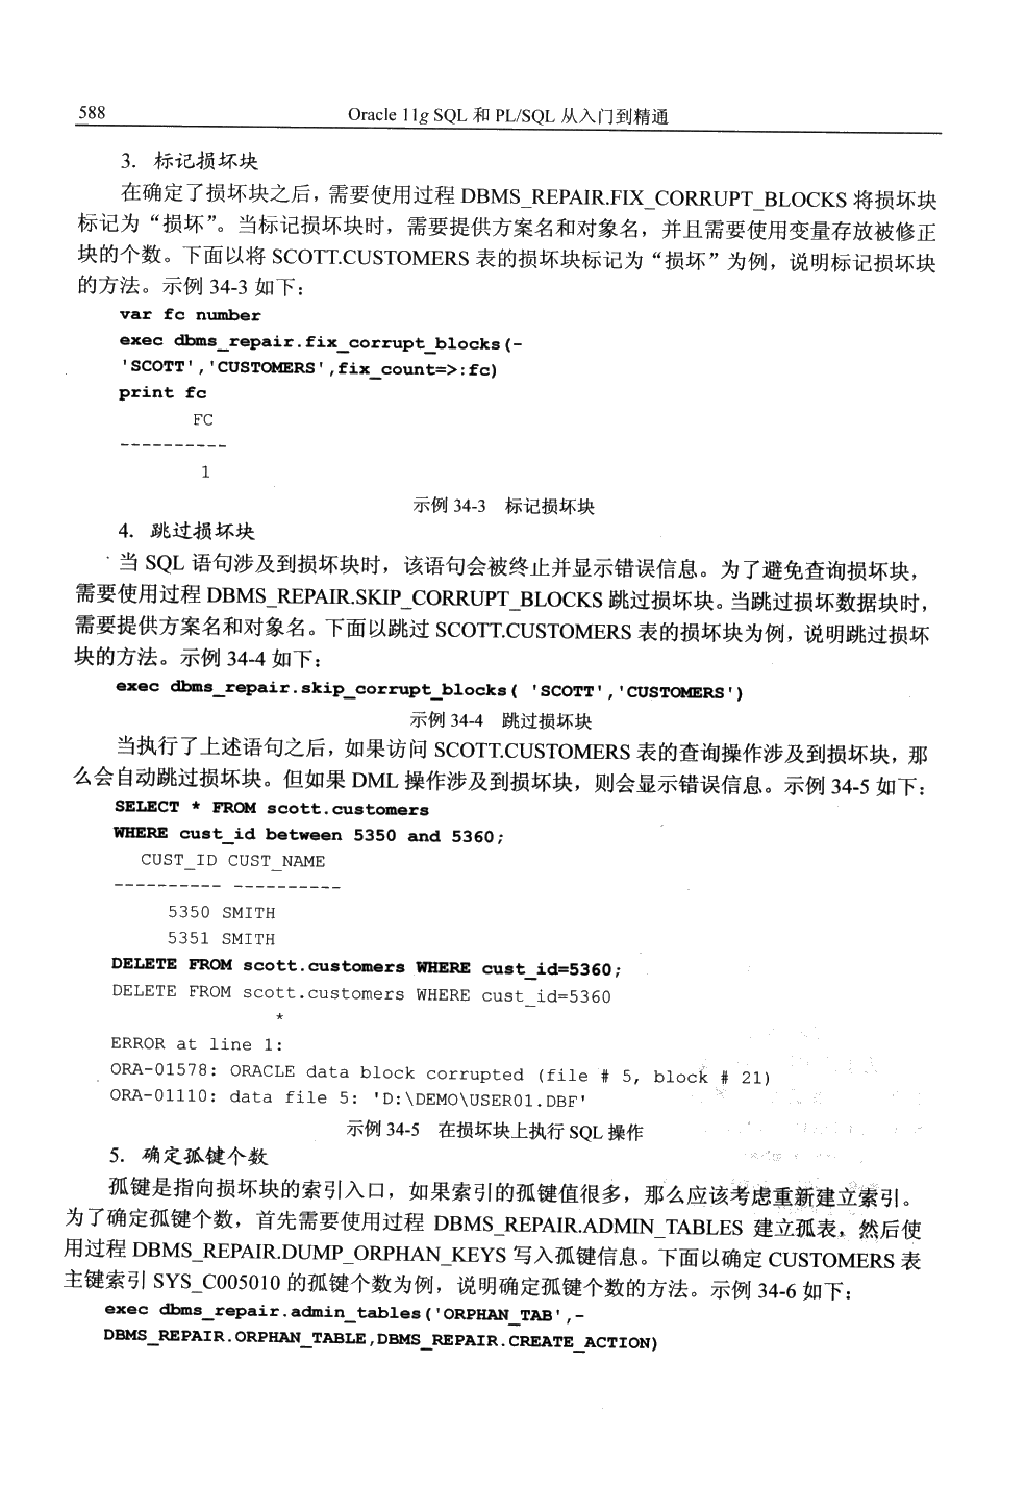 588
Oracle 11g SQL 和 PL/SQL 从入门到精通
3. 标记损坏块
在确定了损坏块之后，需要使用过程 DBMS_REPAIR.FIX_CORRUPT_BLOCKS 将损坏块
标记为“损坏”。当标记损坏块时，需要提供方案名和对象名，并且需要使用变量存放被修正
块的个数。下面以将 SCOTT.CUSTOMERS 表的损坏块标记为“损坏”为例，说明标记损坏块
的方法。示例 34-3 如下：
var fc number
exec dbms_repair.fix_corrupt_blocks(-
'SCOTT','CUSTOMERS',fix_count=>:fc)
print fc
FC
----------
1
示例 34-3 标记损坏块
4. 跳过损坏块
当 SQL 语句涉及到损坏块时，该语句会被终止并显示错误信息。为了避免查询损坏块，
需要使用过程 DBMS_REPAIR.SKIP_CORRUPT_BLOCKS 跳过损坏块。当跳过损坏数据块时，
需要提供方案名和对象名。下面以跳过 SCOTT.CUSTOMERS 表的损坏块为例，说明跳过损坏
块的方法。示例 34-4 如下：
exec dbms_repair.skip_corrupt_blocks( 'SCOTT','CUSTOMERS')
示例 34-4 跳过损坏块
当执行了上述语句之后，如果访问 SCOTT.CUSTOMERS 表的查询操作涉及到损坏块，那
么会自动跳过损坏块。但如果 DML 操作涉及到损坏块，则会显示错误信息。示例 34-5 如下：
SELECT * FROM scott.customers
WHERE cust_id between 5350 and 5360;
CUST_ID CUST_NAME
---------- ----------
5350 SMITH
5351 SMITH
DELETE FROM scott.customers WHERE cust_id=5360;
DELETE FROM scott.customers WHERE cust_id=5360
*
ERROR at line 1:
ORA-01578: ORACLE data block corrupted (file # 5, block # 21)
ORA-01110: data file 5: 'D:\DEMO\USER01.DBF'
示例 34-5 在损坏块上执行 SQL 操作
5. 确定孤键个数
孤键是指向损坏块的索引入口，如果索引的孤键值很多，那么应该考虑重新建立索引。
为了确定孤键个数，首先需要使用过程 DBMS_REPAIR.ADMIN_TABLES 建立孤表，然后使
用过程 DBMS_REPAIR.DUMP_ORPHAN_KEYS 写入孤键信息。下面以确定 CUSTOMERS 表
主键索引 SYS_C005010 的孤键个数为例，说明确定孤键个数的方法。示例 34-6 如下：
exec dbms_repair.admin_tables('ORPHAN_TAB',-
DBMS_REPAIR.ORPHAN_TABLE,DBMS_REPAIR.CREATE_ACTION)